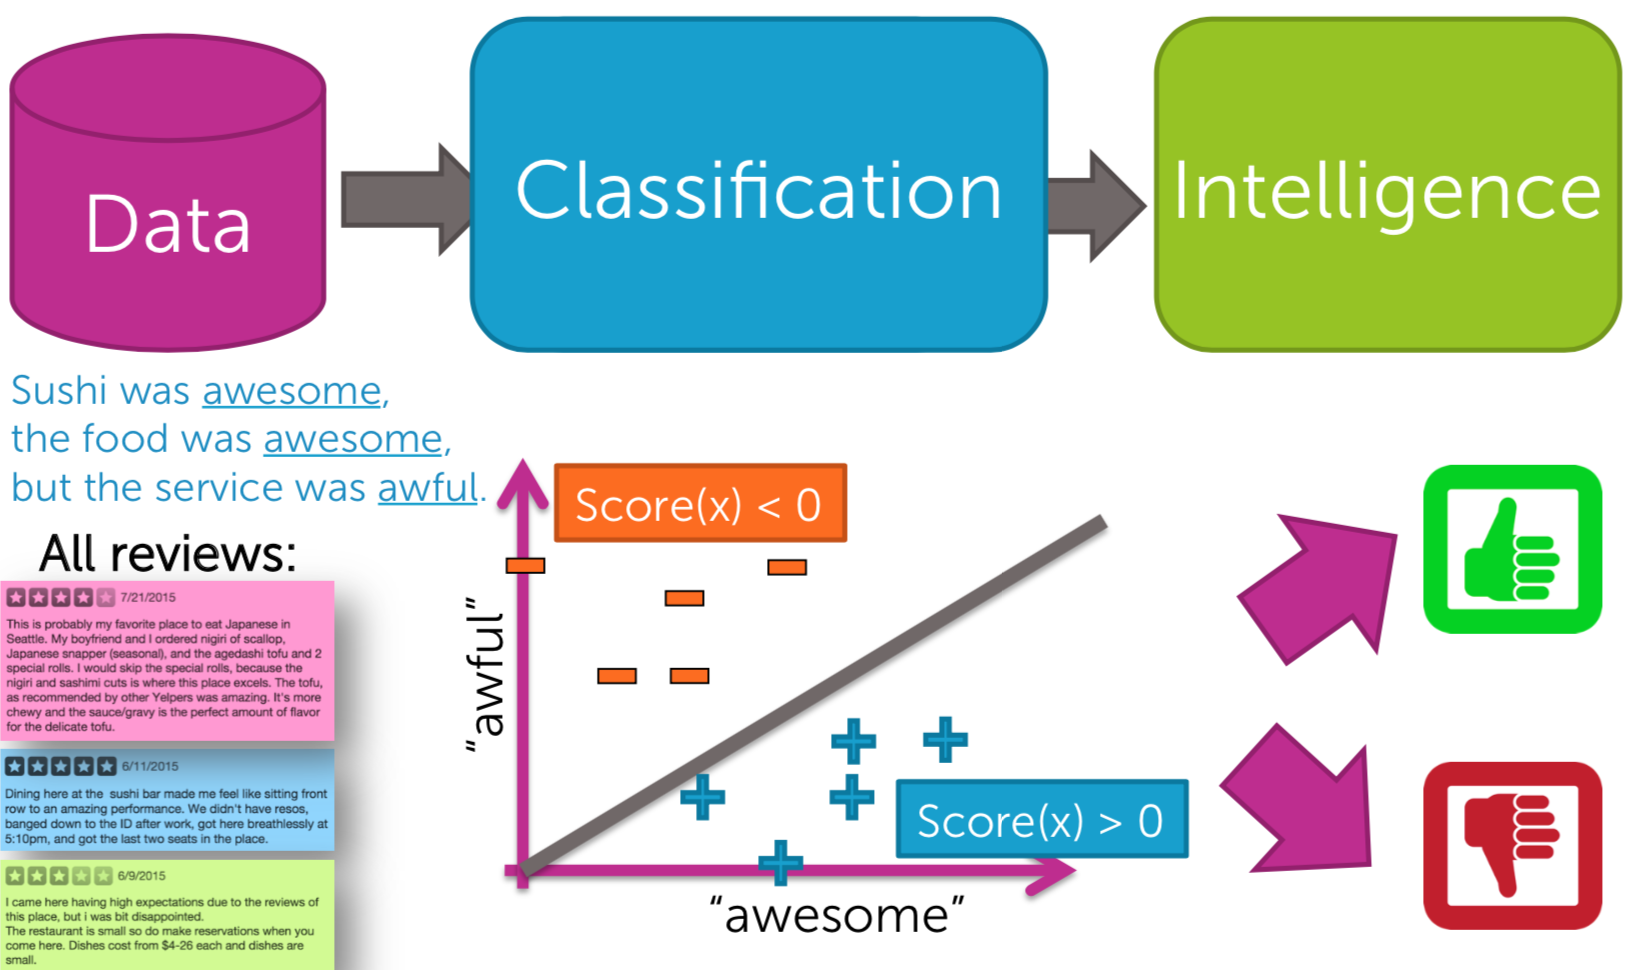 Data
Classification
Intelligence
Sushi was awesome,
the food was awesome,
but the service was awful.
All reviews:
7/21/2015
This is probably my favorite place to eat Japanese in
Seattle. My boyfriend and I ordered nigiri of scallop,
Japanese snapper (seasonal), and the agedashi tofu and 2
special rolls. I would skip the special rolls, because the
nigiri and sashimi cuts is where this place excels. The tofu,
as recommended by other Yelpers was amazing. It's more
chewy and the sauce/gravy is the perfect amount of flavor
for the delicate tofu.
6/11/2015
Dining here at the sushi bar made me feel like sitting front
row to an amazing performance. We didn't have resos,
banged down to the ID after work, got here breathlessly at
5:10pm, and got the last two seats in the place.
6/9/2015
I came here having high expectations due to the reviews of
this place, but i was bit disappointed.
The restaurant is small so do make reservations when you
come here. Dishes cost from $4-26 each and dishes are
small.
Score(x) < 0
"awful"
Score(x) > 0
"awesome"